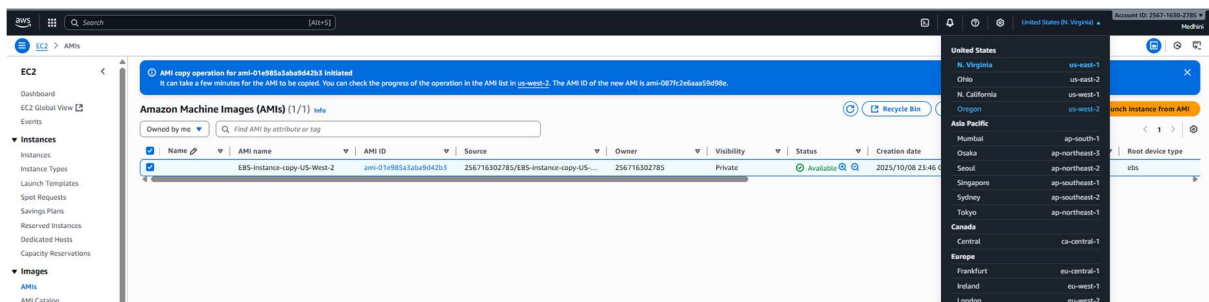 aws
Search
[Alt+S]
United States (N. Virginia)
Account ID: 2567-1630-2785
Medhini
EC2 > AMIs
EC2
Dashboard
EC2 Global View
Events
Instances
Instances
Instance Types
Launch Templates
Spot Requests
Savings Plans
Reserved Instances
Dedicated Hosts
Capacity Reservations
Images
AMIs
AMI Catalog
AMI copy operation for ami-01e985a3aba9d42b3 initiated
It can take a few minutes for the AMI to be copied. You can check the progress of the operation in the AMI list in us-west-2. The AMI ID of the new AMI is ami-087fc2e6aaa59d98e.
Amazon Machine Images (AMIs) (1/1) Info
Recycle Bin
unch instance from AMI
Owned by me
Find AMI by attribute or tag
1
Name AMI name AMI ID Source Owner Visibility Status Creation date Root device type
EBS-instance-copy-US-West-2 ami-01e985a3aba9d42b3 256716302785/EBS-instance-copy-US-... 256716302785 Private Available 2025/10/08 23:46 ebs
United States
N. Virginia us-east-1
Ohio us-east-2
N. California us-west-1
Oregon us-west-2
Asia Pacific
Mumbai ap-south-1
Osaka ap-northeast-3
Seoul ap-northeast-2
Singapore ap-southeast-1
Sydney ap-southeast-2
Tokyo ap-northeast-1
Canada
Central ca-central-1
Europe
Frankfurt eu-central-1
Ireland eu-west-1
London eu-west-2